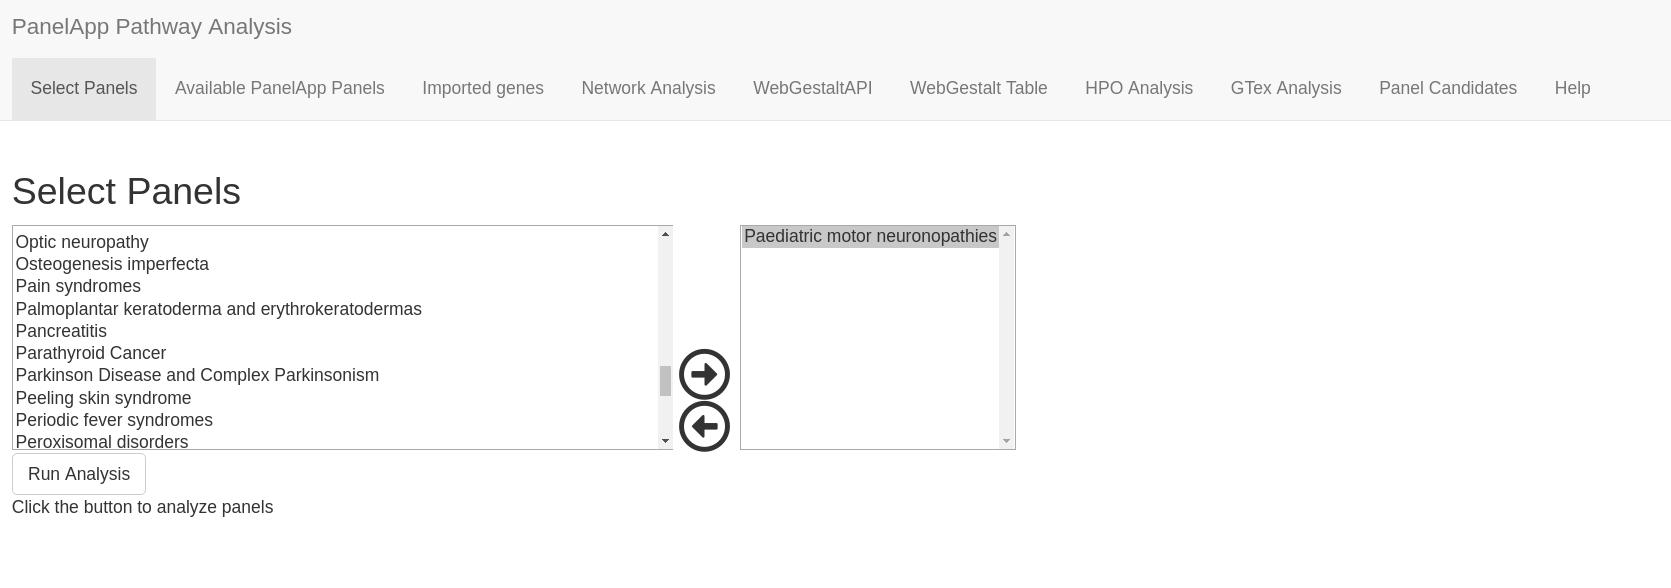 PanelApp Pathway Analysis
Select Panels Available PanelApp Panels Imported genes Network Analysis WebGestaltAPI WebGestalt Table HPO Analysis GTex Analysis Panel Candidates Help
Select Panels
Optic neuropathy
Osteogenesis imperfecta
Pain syndromes
Palmoplantar keratoderma and erythrokeratodermas
Pancreatitis
Parathyroid Cancer
Parkinson Disease and Complex Parkinsonism
Peeling skin syndrome
Periodic fever syndromes
Peroxisomal disorders
Paediatric motor neuronopathies
Run Analysis
Click the button to analyze panels